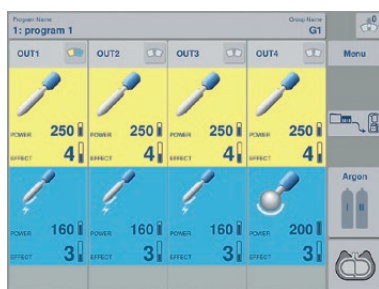 Program Name Group Name
1: program 1 G1
OUT1 OUT2 OUT3 OUT4 Menu
POWER 250 POWER 250 POWER 250 POWER 250
EFFECT 4 EFFECT 4 EFFECT 4 EFFECT 4
Argon
I II
POWER 160 POWER 160 POWER 160 POWER 200
EFFECT 3 EFFECT 3 EFFECT 3 EFFECT 3